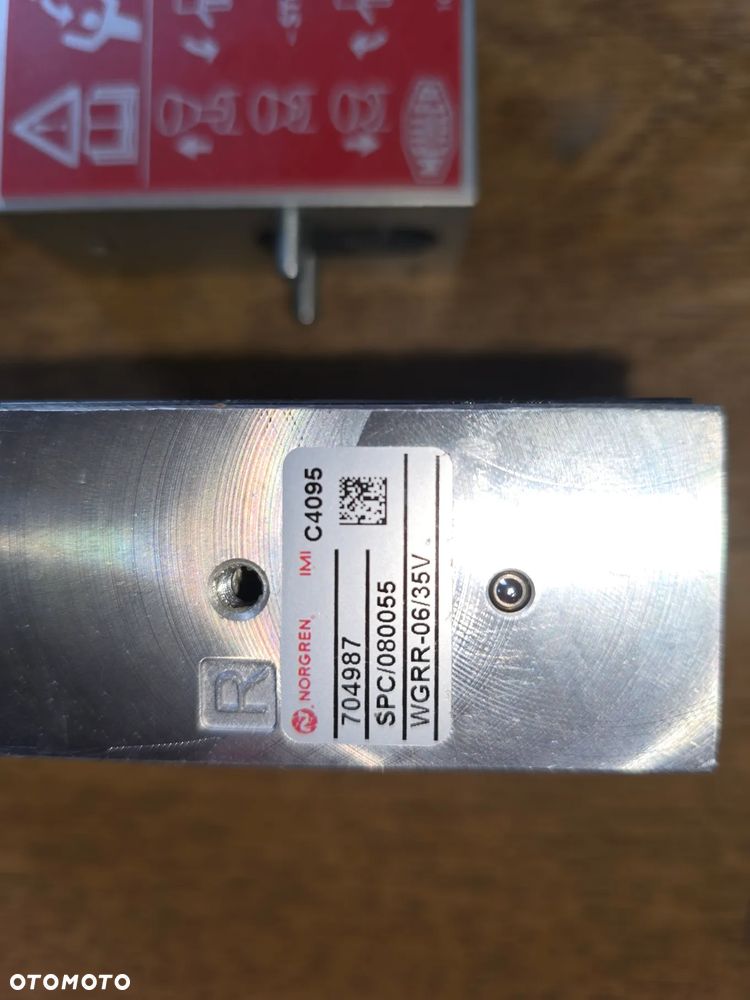 NORGREN. IMI C4095
704987
SPC/080055
WGRR-06/35V
R
OTOMOTO